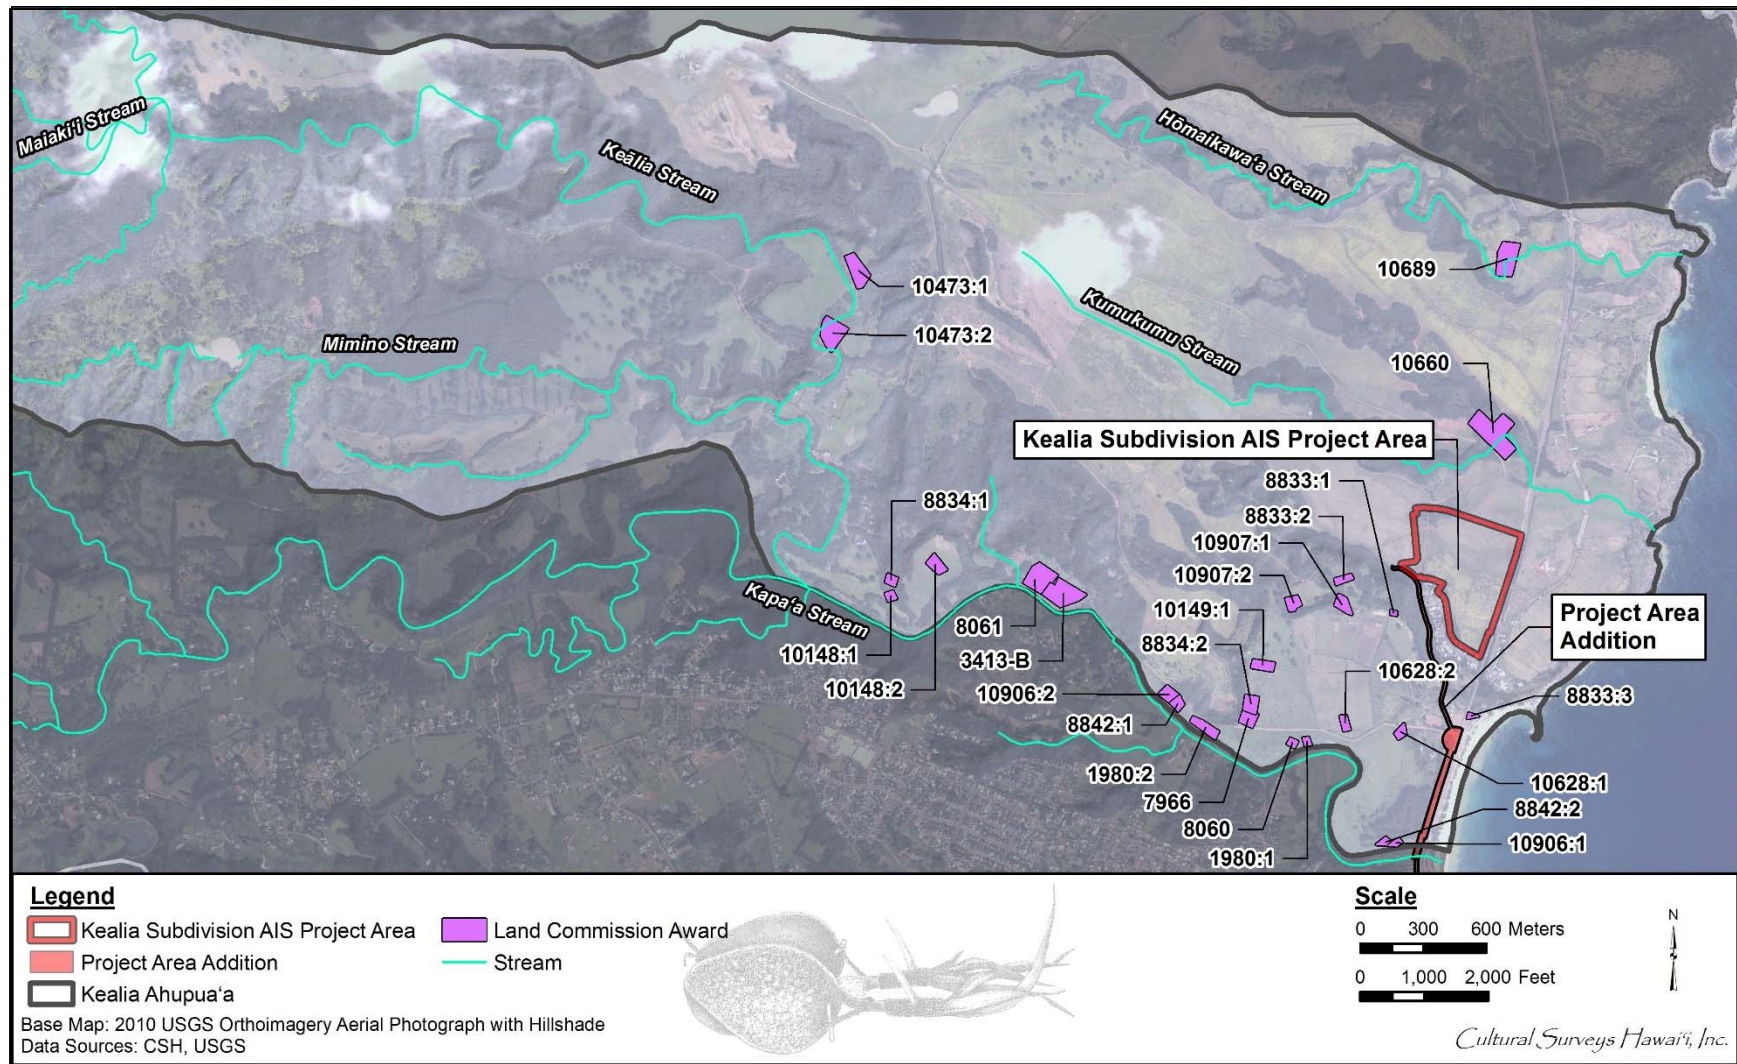 Maiaki‘i Stream
Keālia Stream
Hōmaikawa‘a Stream
10689
10473:1
Kumukumu Stream
10473:2
Mimino Stream
10660
Kealia Subdivision AIS Project Area
8833:1
8834:1
8833:2
10907:1
10907:2
Kapa‘a Stream
10149:1
Project Area
Addition
8061
8834:2
10148:1
3413-B
10628:2
10148:2
10906:2
8833:3
8842:1
1980:2
10628:1
7966
8842:2
8060
10906:1
1980:1
Legend
Kealia Subdivision AIS Project Area
Project Area Addition
Kealia Ahupua‘a
Land Commission Award
Stream
Base Map: 2010 USGS Orthoimagery Aerial Photograph with Hillshade
Data Sources: CSH, USGS
Scale
0 300 600 Meters
0 1,000 2,000 Feet
N
Cultural Surveys Hawai‘i, Inc.